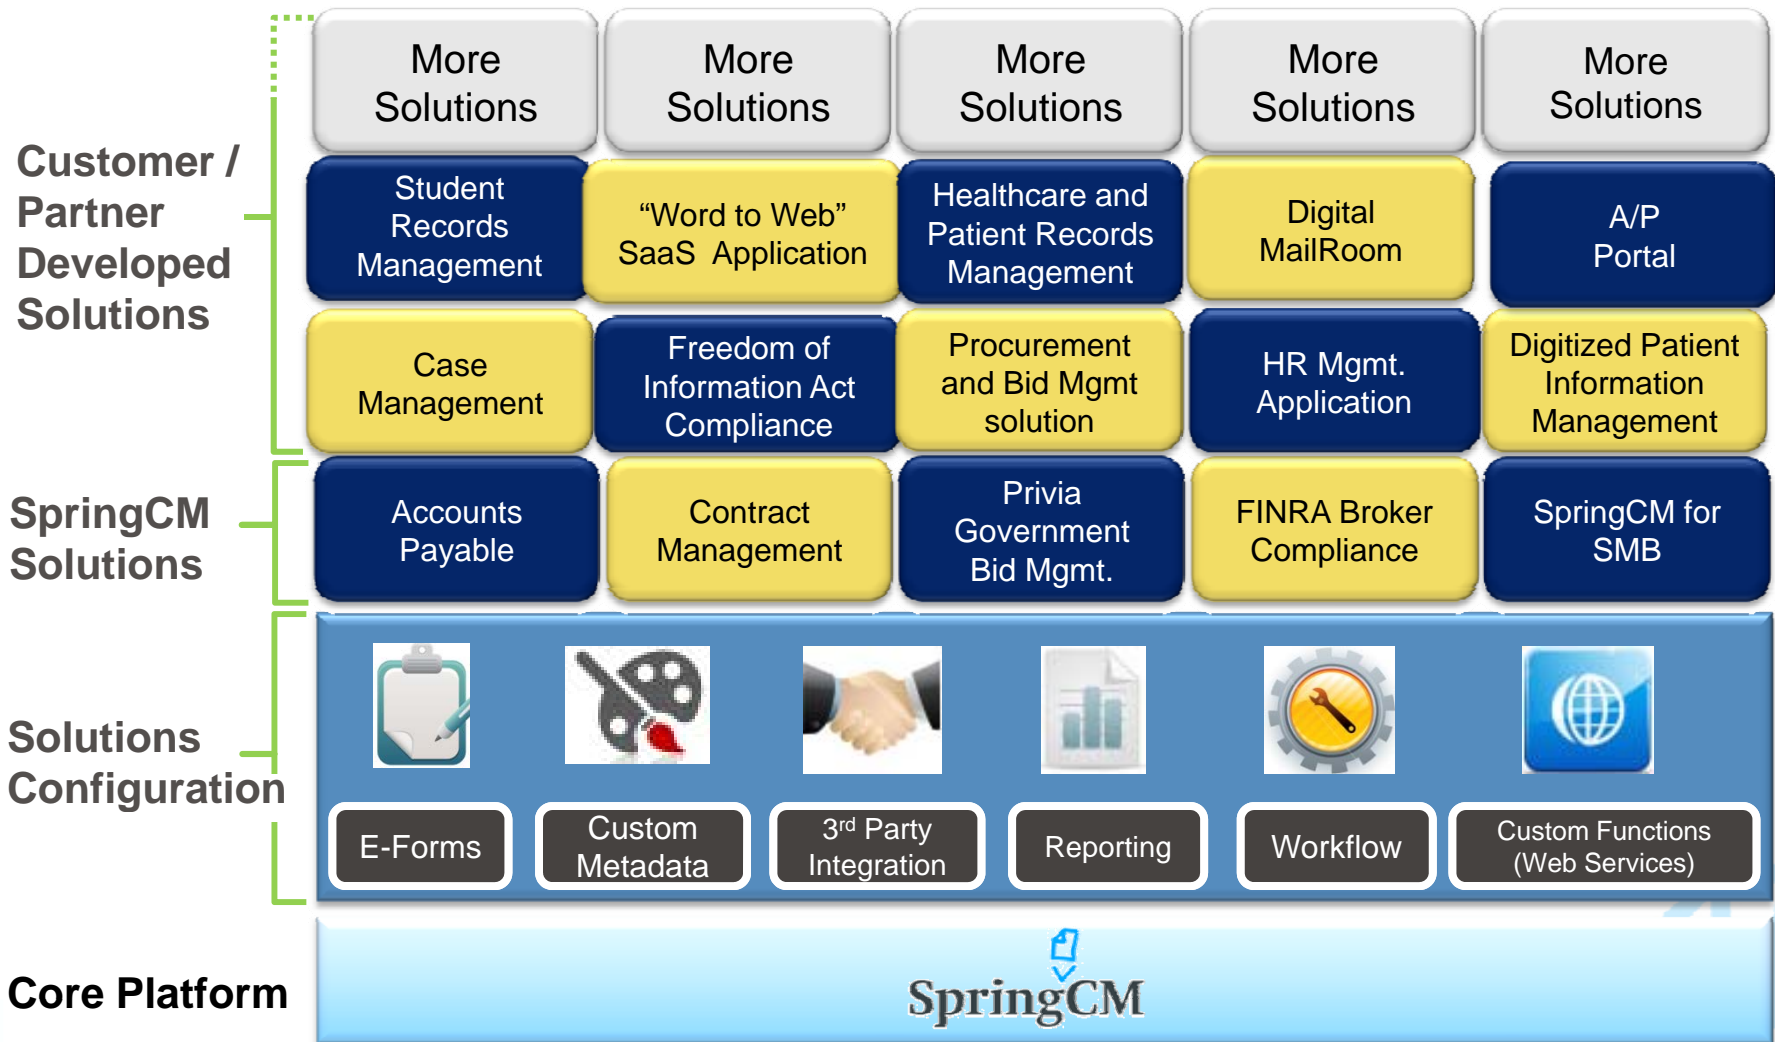 More
Solutions
More
Solutions
More
Solutions
More
Solutions
More
Solutions
Customer /
Partner
Developed
Solutions
Student
Records
Management
“Word to Web”
SaaS Application
Healthcare and
Patient Records
Management
Digital
MailRoom
A/P
Portal
Case
Management
Freedom of
Information Act
Compliance
Procurement
and Bid Mgmt
solution
HR Mgmt.
Application
Digitized Patient
Information
Management
SpringCM
Solutions
Accounts
Payable
Contract
Management
Privia
Government
Bid Mgmt.
FINRA Broker
Compliance
SpringCM for
SMB
Solutions
Configuration
E-Forms
Custom
Metadata
3rd Party
Integration
Reporting
Workflow
Custom Functions
(Web Services)
Core Platform
SpringCM